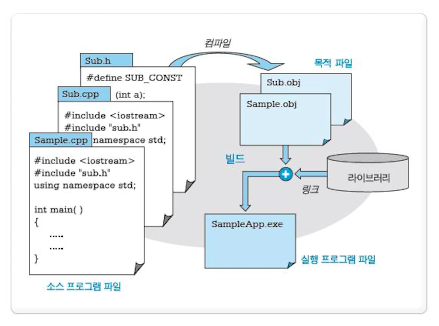 Sub.h
#define SUB_CONST
(int a);
Sub.cpp
#include <iostream>
#include "sub.h"
namespace std;
Sample.cpp
#include <iostream>
#include "sub.h"
using namespace std;
int main( )
{
.....
.....
}
소스 프로그램 파일
컴파일
목적 파일
Sub.obj
Sample.obj
빌드
링크
라이브러리
SampleApp.exe
실행 프로그램 파일